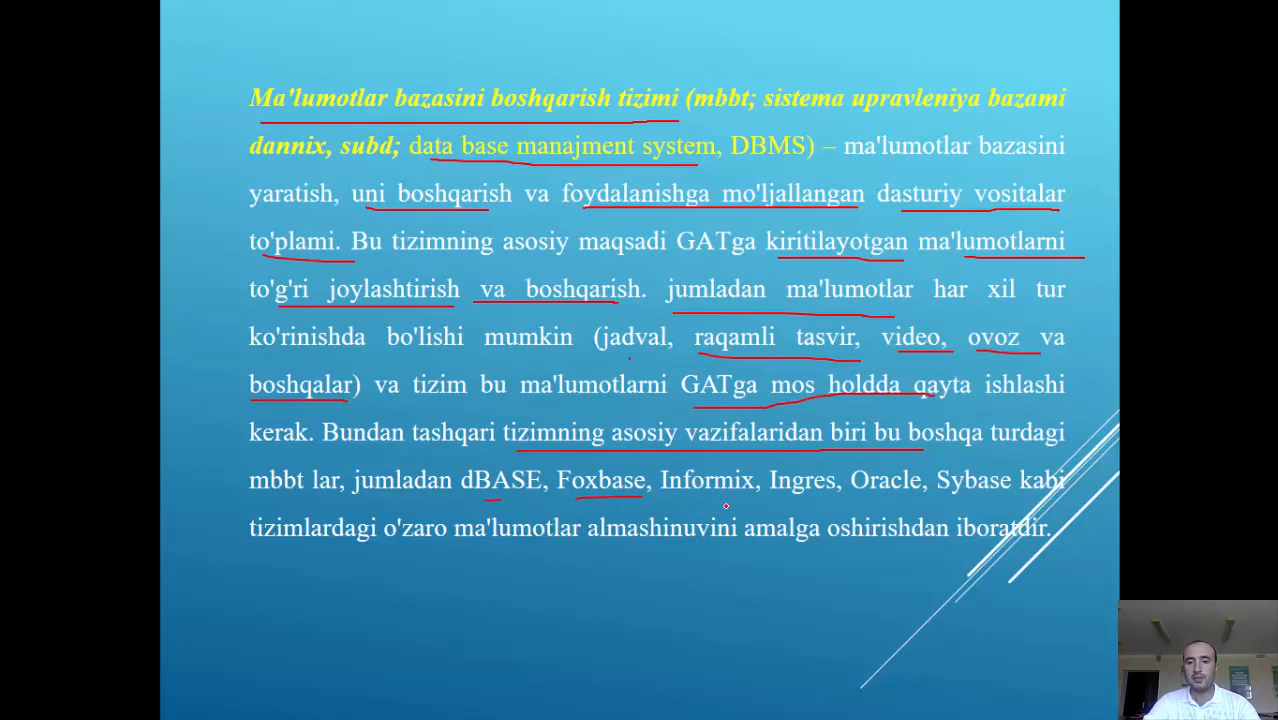 Ma'lumotlar bazasini boshqarish tizimi (mbbt; sistema upravleniya bazami
dannix, subd; data base manajment system, DBMS) – ma'lumotlar bazasini
yaratish, uni boshqarish va foydalanishga mo'ljallangan dasturiy vositalar
to'plami. Bu tizimning asosiy maqsadi GATga kiritilayotgan ma'lumotlarni
to'g'ri joylashtirish va boshqarish. jumladan ma'lumotlar har xil tur
ko'rinishda bo'lishi mumkin (jadval, raqamli tasvir, video, ovoz va
boshqalar) va tizim bu ma'lumotlarni GATga mos holdda qayta ishlashi
kerak. Bundan tashqari tizimning asosiy vazifalaridan biri bu boshqa turdagi
mbbt lar, jumladan dBASE, Foxbase, Informix, Ingres, Oracle, Sybase kabi
tizimlardagi o'zaro ma'lumotlar almashinuvini amalga oshirishdan iboratdir.